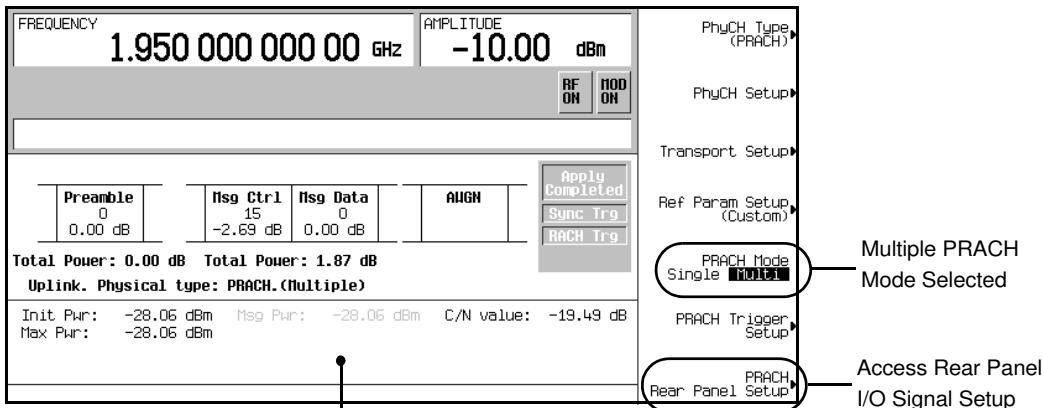 FREQUENCY
1.950 000 000 00 GHz
AMPLITUDE
-10.00 dBm
RF ON
MOD ON
Apply Completed
Sync Trg
RACH Trg
Preamble
0
0.00 dB
Msg Ctrl
15
-2.69 dB
Msg Data
0
0.00 dB
AWGN
Total Power: 0.00 dB Total Power: 1.87 dB
Uplink. Physical type: PRACH.(Multiple)
Init Pwr: -28.06 dBm Msg Pwr: -28.06 dBm C/N value: -19.49 dB
Max Pwr: -28.06 dBm
PhyCH Type
(PRACH)
PhyCH Setup
Transport Setup
Ref Param Setup
(Custom)
PRACH Mode
Single Multi
PRACH Trigger
Setup
PRACH
Rear Panel Setup
Multiple PRACH
Mode Selected
Access Rear Panel
I/O Signal Setup